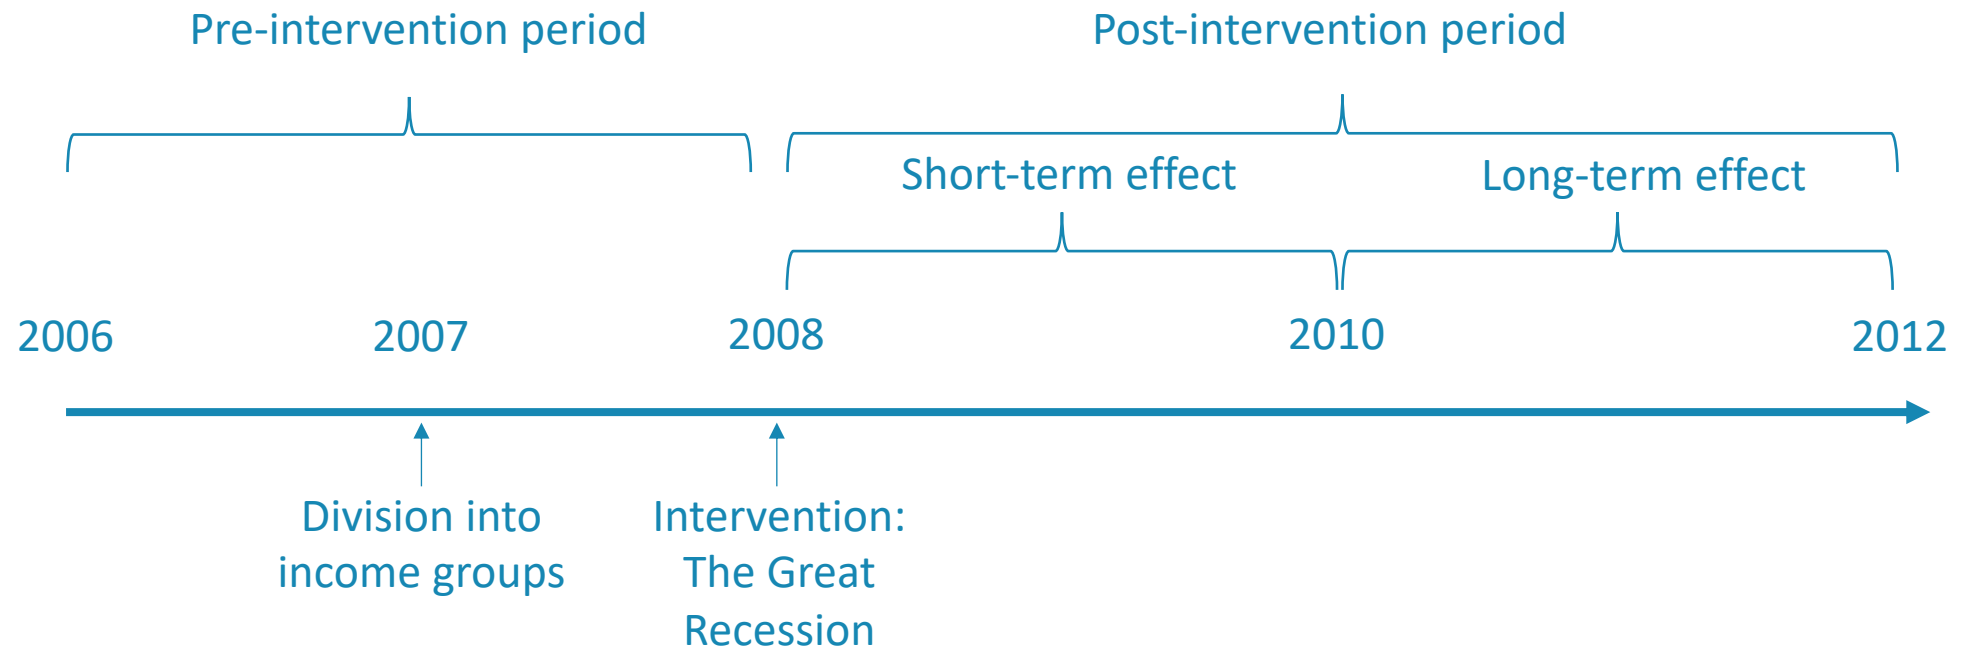 Pre-intervention period
Post-intervention period
Short-term effect
Long-term effect
2006
2007
2008
2010
2012
Division into
income groups
Intervention:
The Great
Recession